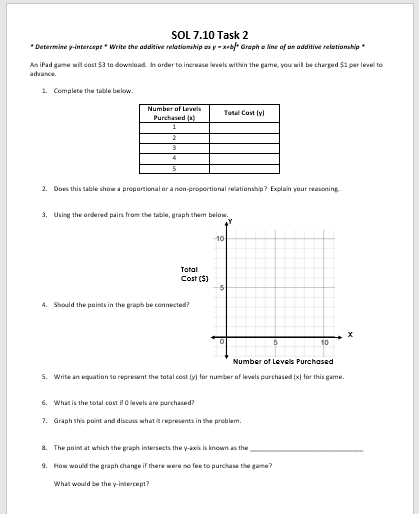 SOL 7.10 Task 2
* Determine y-intercept * Write the additive relationship as y = x+b * Graph a line of an additive relationship *
An iPad game will cost $3 to download. In order to increase levels within the game, you will be charged $1 per level to
advance.
1. Complete the table below.
Number of Levels Purchased (x) Total Cost (y)
1
2
3
4
5
2. Does this table show a proportional or a non-proportional relationship? Explain your reasoning.
3. Using the ordered pairs from the table, graph them below.
Y
10
Total
Cost ($)
5
4. Should the points in the graph be connected?
X
0 5 10
Number of Levels Purchased
5. Write an equation to represent the total cost (y) for number of levels purchased (x) for this game.
6. What is the total cost if 0 levels are purchased?
7. Graph this point and discuss what it represents in the problem.
8. The point at which the graph intersects the y-axis is known as the ____________________
9. How would the graph change if there were no fee to purchase the game?
What would be the y-intercept?